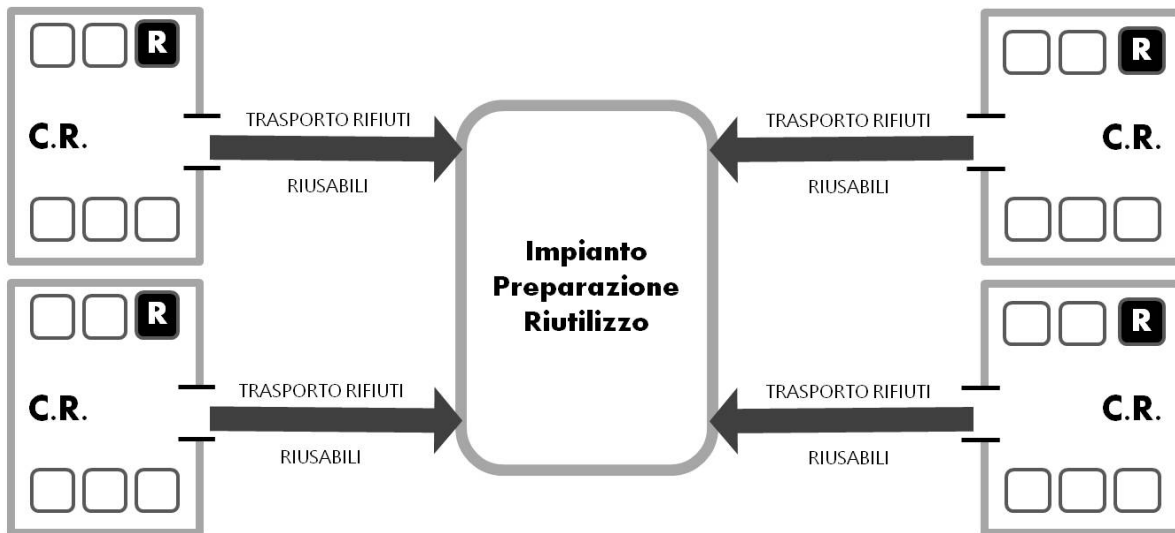 R
R
TRASPORTO RIFIUTI
TRASPORTO RIFIUTI
C.R.
C.R.
RIUSABILI
RIUSABILI
Impianto
Preparazione
Riutilizzo
R
R
TRASPORTO RIFIUTI
TRASPORTO RIFIUTI
C.R.
C.R.
RIUSABILI
RIUSABILI